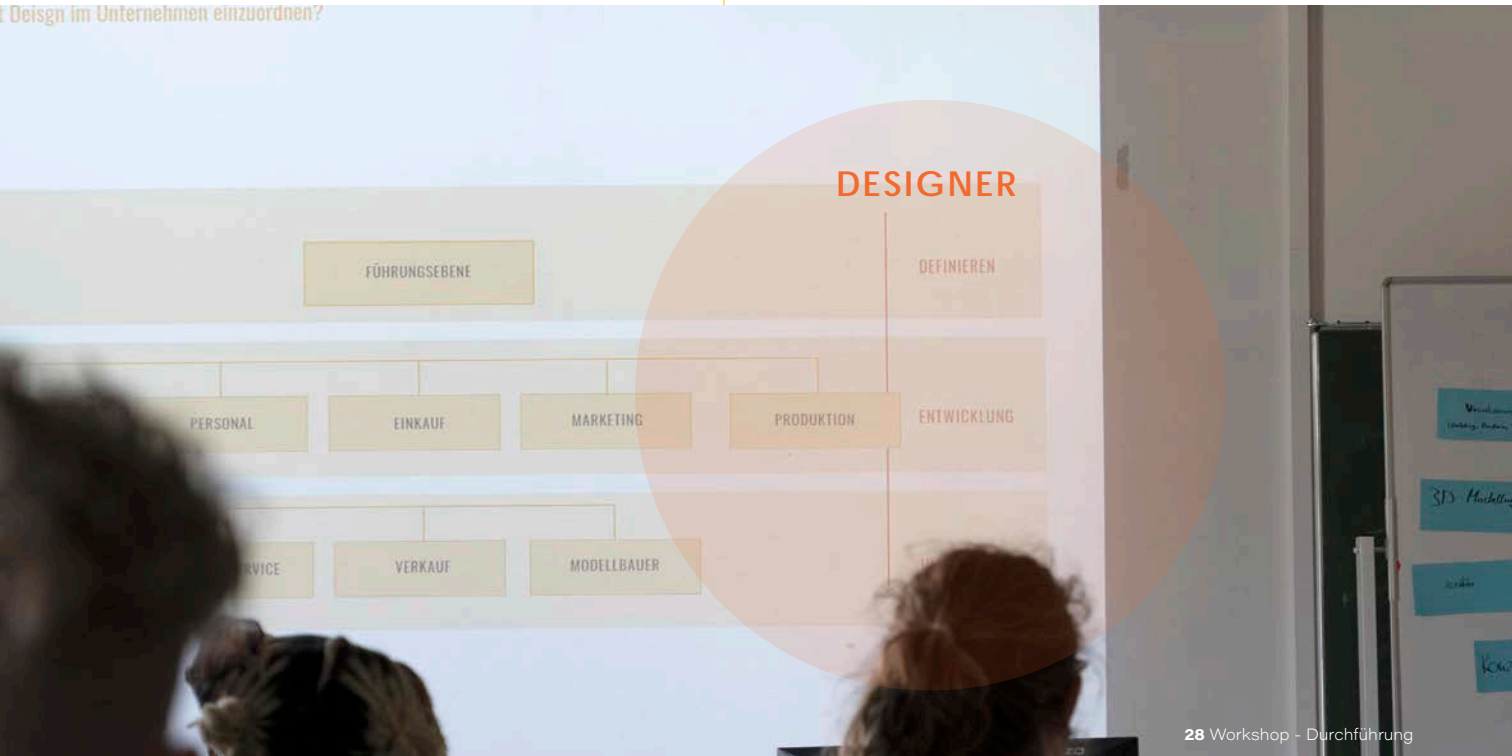 t Deisgn im Unternehmen einzuordnen?
DESIGNER
FÜHRUNGSEBENE
DEFINIEREN
PERSONAL
EINKAUF
MARKETING
PRODUKTION
ENTWICKLUNG
RVICE
VERKAUF
MODELLBAUER
3D-
28 Workshop - Durchführung